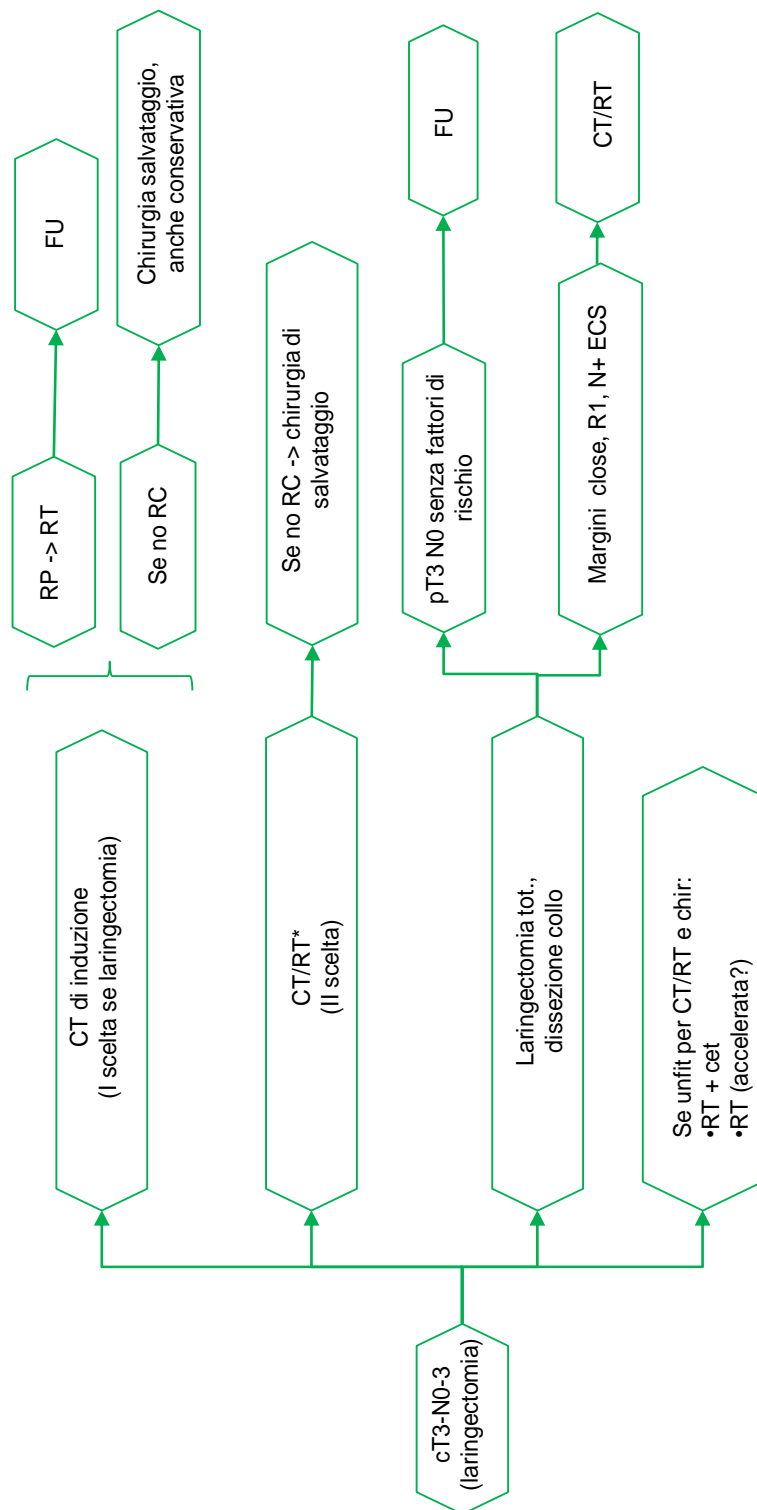 cT3-N0-3
(laringectomia)
CT di induzione
(I scelta se laringectomia)
RP -> RT
FU
Se no RC
Chirurgia salvataggio,
anche conservativa
CT/RT*
(II scelta)
Se no RC -> chirurgia di
salvataggio
Laringectomia tot.,
dissezione collo
pT3 N0 senza fattori di
rischio
FU
Margini close, R1, N+ ECS
CT/RT
Se unfit per CT/RT e chir:
•RT + cet
•RT (accelerata?)